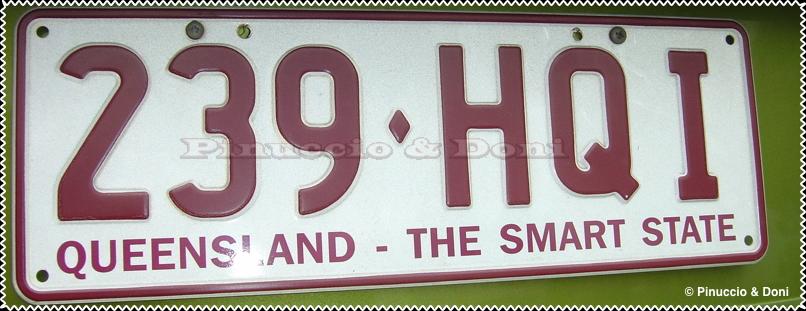 239♦HQI
Pinuccio & Doni
QUEENSLAND - THE SMART STATE
© Pinuccio & Doni